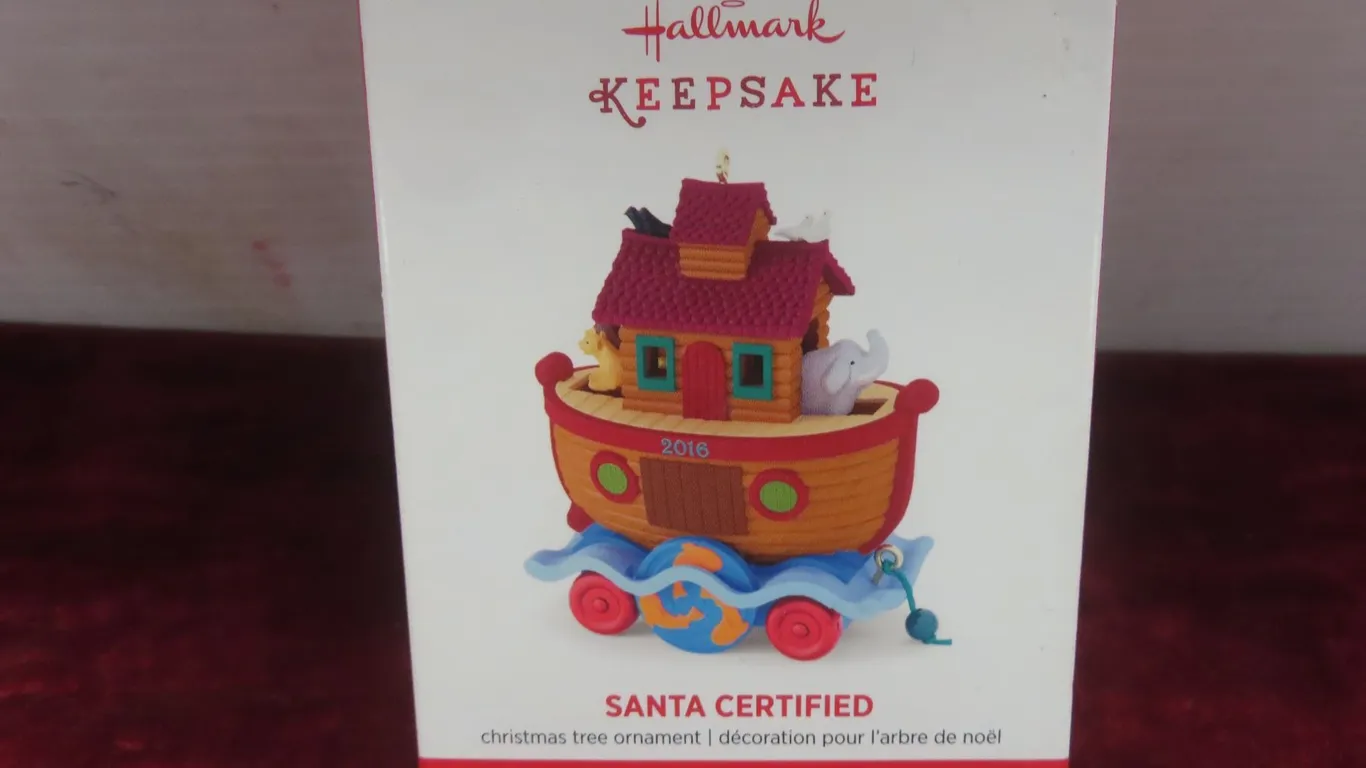 Hallmark
KEEPSAKE
2016
SANTA CERTIFIED
christmas tree ornament | décoration pour l'arbre de noël